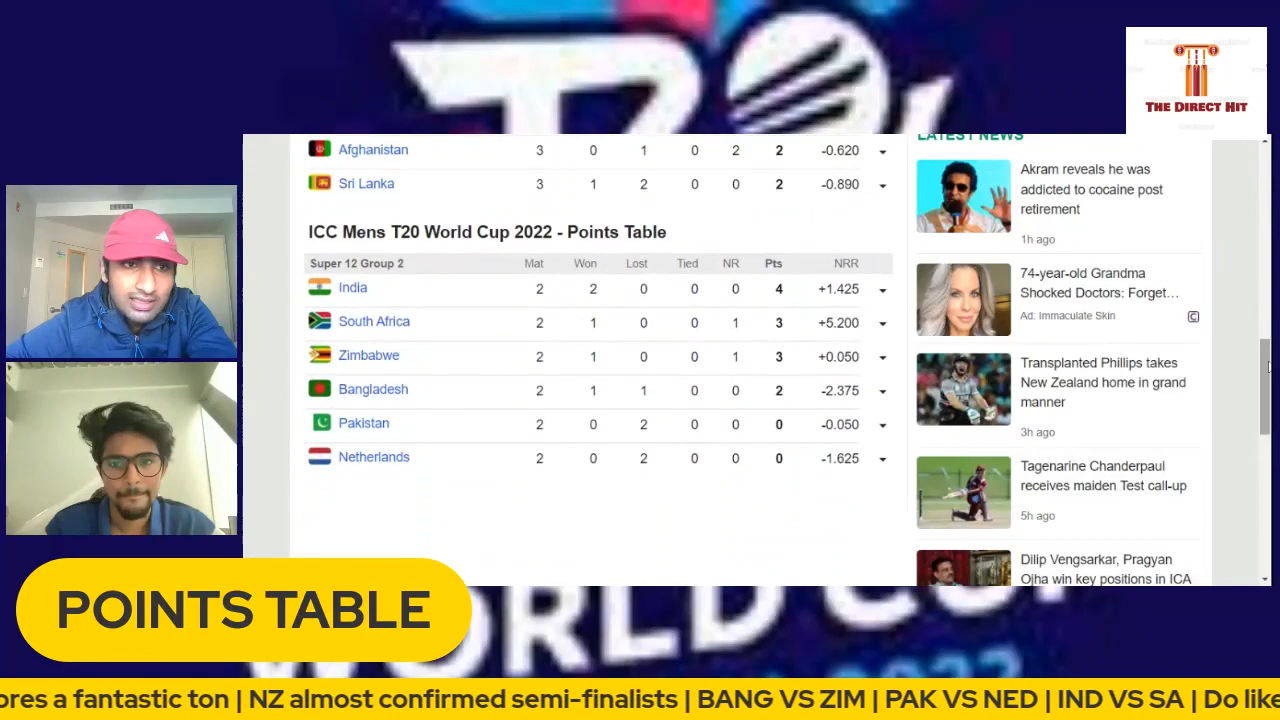 THE DIRECT HIT
LATEST NEWS
Afghanistan 3 0 1 0 2 2 -0.620
Sri Lanka 3 1 2 0 0 2 -0.890
ICC Mens T20 World Cup 2022 - Points Table
Super 12 Group 2 Mat Won Lost Tied NR Pts NRR
India 2 2 0 0 0 4 +1.425
South Africa 2 1 0 0 1 3 +5.200
Zimbabwe 2 1 0 0 1 3 +0.050
Bangladesh 2 1 1 0 0 2 -2.375
Pakistan 2 0 2 0 0 0 -0.050
Netherlands 2 0 2 0 0 0 -1.625
Akram reveals he was
addicted to cocaine post
retirement
1h ago
74-year-old Grandma
Shocked Doctors: Forget…
Ad: Immaculate Skin
Transplanted Phillips takes
New Zealand home in grand
manner
3h ago
Tagenarine Chanderpaul
receives maiden Test call-up
5h ago
Dilip Vengsarkar, Pragyan
Ojha win key positions in ICA
POINTS TABLE
WORLD CUP
2022
ores a fantastic ton | NZ almost confirmed semi-finalists | BANG VS ZIM | PAK VS NED | IND VS SA | Do like